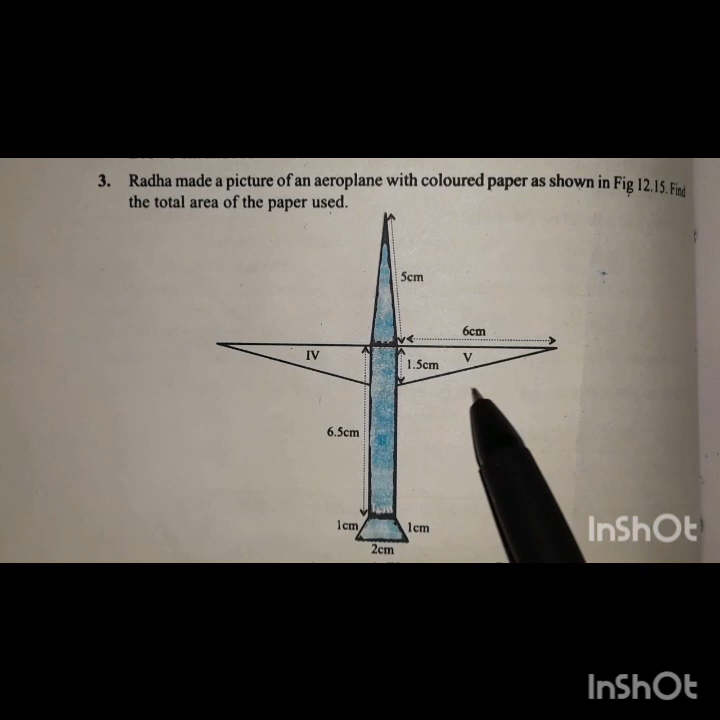 3. Radha made a picture of an aeroplane with coloured paper as shown in Fig 12.15. Find
the total area of the paper used.
5cm
6cm
IV
1.5cm
V
6.5cm
1cm
1cm
2cm
InShOt
InShOt